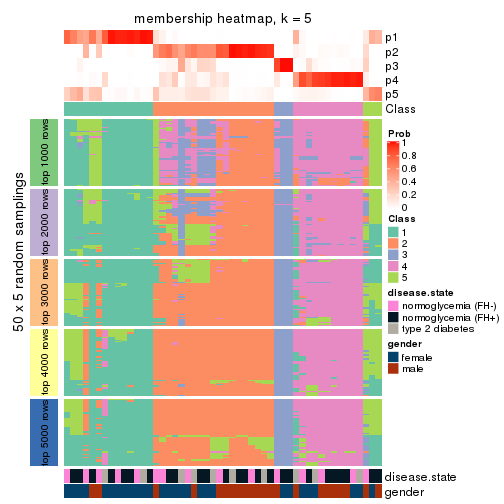 membership heatmap, k = 5
p1
p2
p3
p4
p5
Class
50 x 5 random samplings
top 1000 rows
top 2000 rows
top 3000 rows
top 4000 rows
top 5000 rows
disease.state
gender
Prob
1
0.8
0.6
0.4
0.2
0
Class
1
2
3
4
5
disease.state
normoglycemia (FH-)
normoglycemia (FH+)
type 2 diabetes
gender
female
male